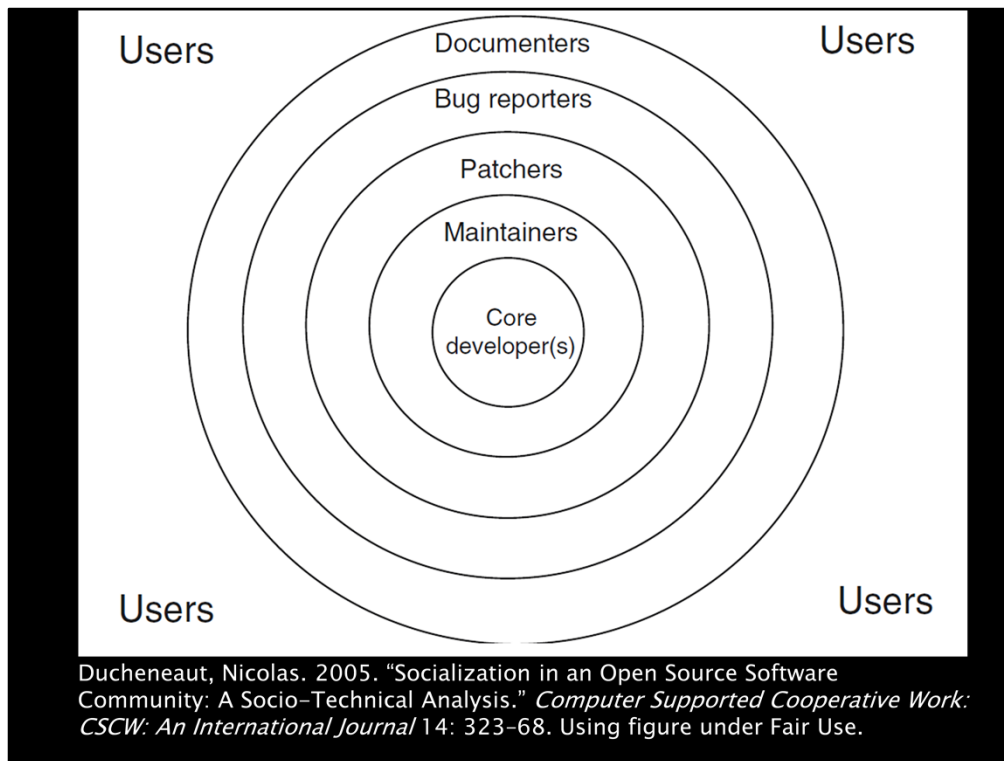 Users
Users
Documenters
Bug reporters
Patchers
Maintainers
Core
developer(s)
Users
Users
Ducheneaut, Nicolas. 2005. “Socialization in an Open Source Software
Community: A Socio-Technical Analysis.” Computer Supported Cooperative Work:
CSCW: An International Journal 14: 323–68. Using figure under Fair Use.